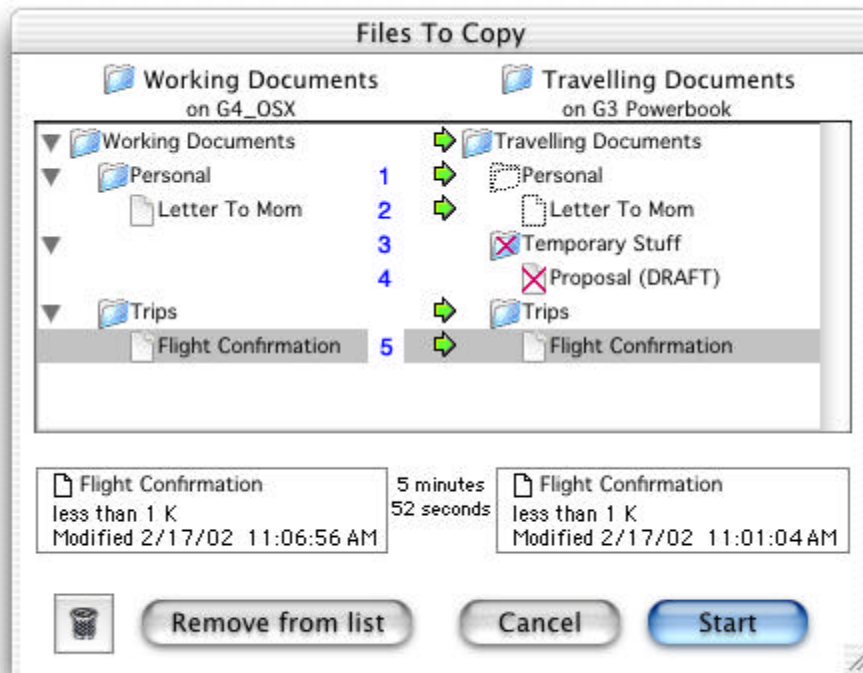 Files To Copy
Working Documents Travelling Documents
on G4_OSX on G3 Powerbook
Working Documents Travelling Documents
Personal 1 Personal
Letter To Mom 2 Letter To Mom
3 Temporary Stuff
4 Proposal (DRAFT)
Trips Trips
Flight Confirmation 5 Flight Confirmation
Flight Confirmation 5 minutes Flight Confirmation
less than 1 K 52 seconds less than 1 K
Modified 2/17/02 11:06:56 AM Modified 2/17/02 11:01:04 AM
Remove from list Cancel Start